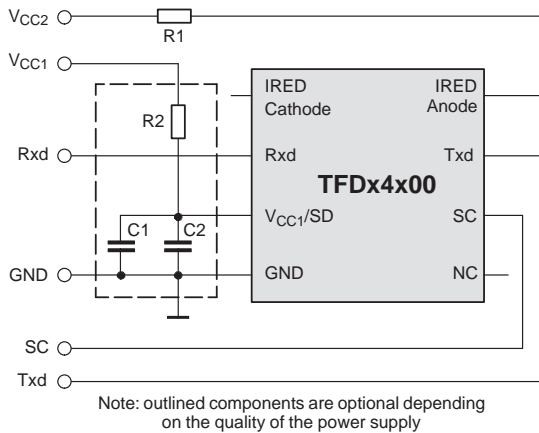 VCC2
R1
VCC1
IRED
Cathode
IRED
Anode
R2
Rxd
Rxd
Txd
TFDx4x00
C1
C2
VCC1/SD
SC
GND
GND
NC
SC
Txd
Note: outlined components are optional depending
on the quality of the power supply